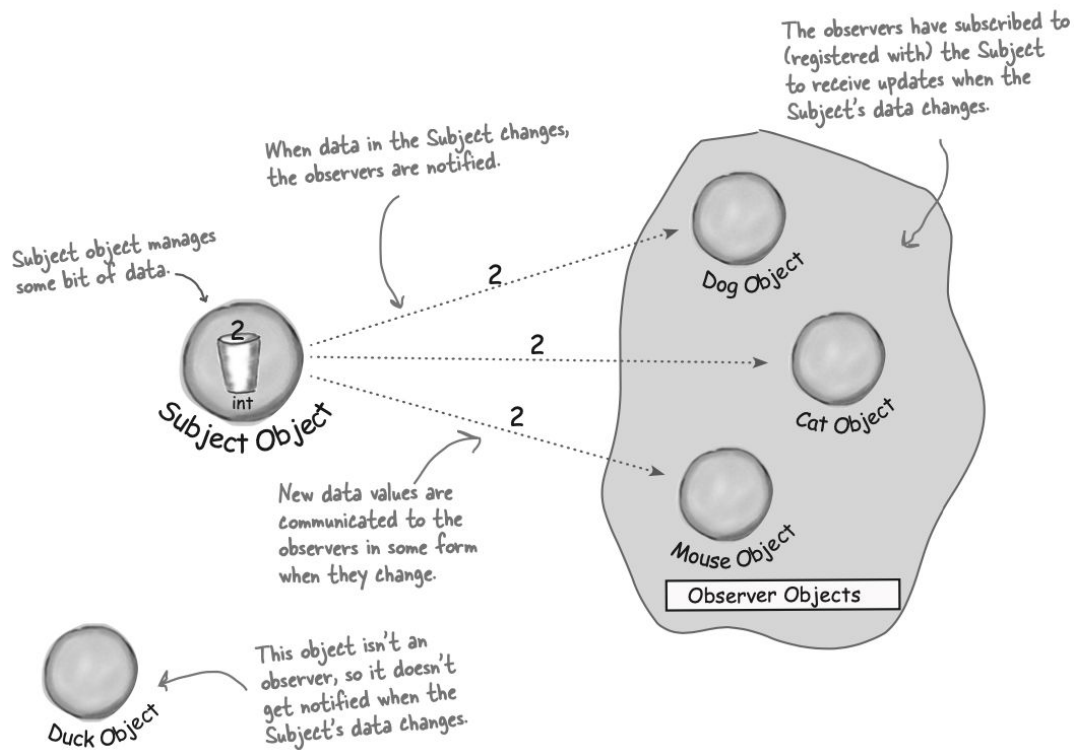 The observers have subscribed to
(registered with) the Subject
to receive updates when the
Subject's data changes.
When data in the Subject changes,
the observers are notified.
Subject object manages
some bit of data.
2
int
Subject Object
2
2
2
Dog Object
Cat Object
Mouse Object
Observer Objects
New data values are
communicated to the
observers in some form
when they change.
This object isn't an
observer, so it doesn't
get notified when the
Subject's data changes.
Duck Object